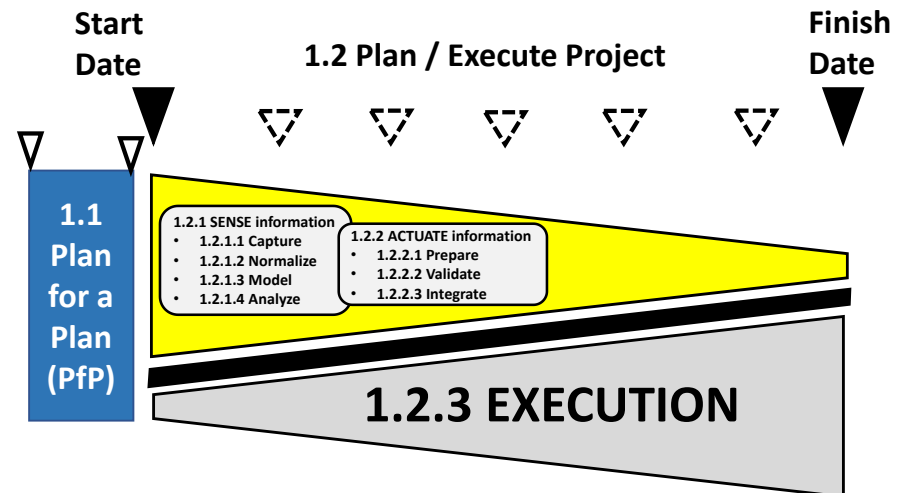 Start
Date
1.2 Plan / Execute Project
Finish
Date
1.1
Plan
for a
Plan
(PfP)
1.2.1 SENSE information
• 1.2.1.1 Capture
• 1.2.1.2 Normalize
• 1.2.1.3 Model
• 1.2.1.4 Analyze
1.2.2 ACTUATE information
• 1.2.2.1 Prepare
• 1.2.2.2 Validate
• 1.2.2.3 Integrate
1.2.3 EXECUTION